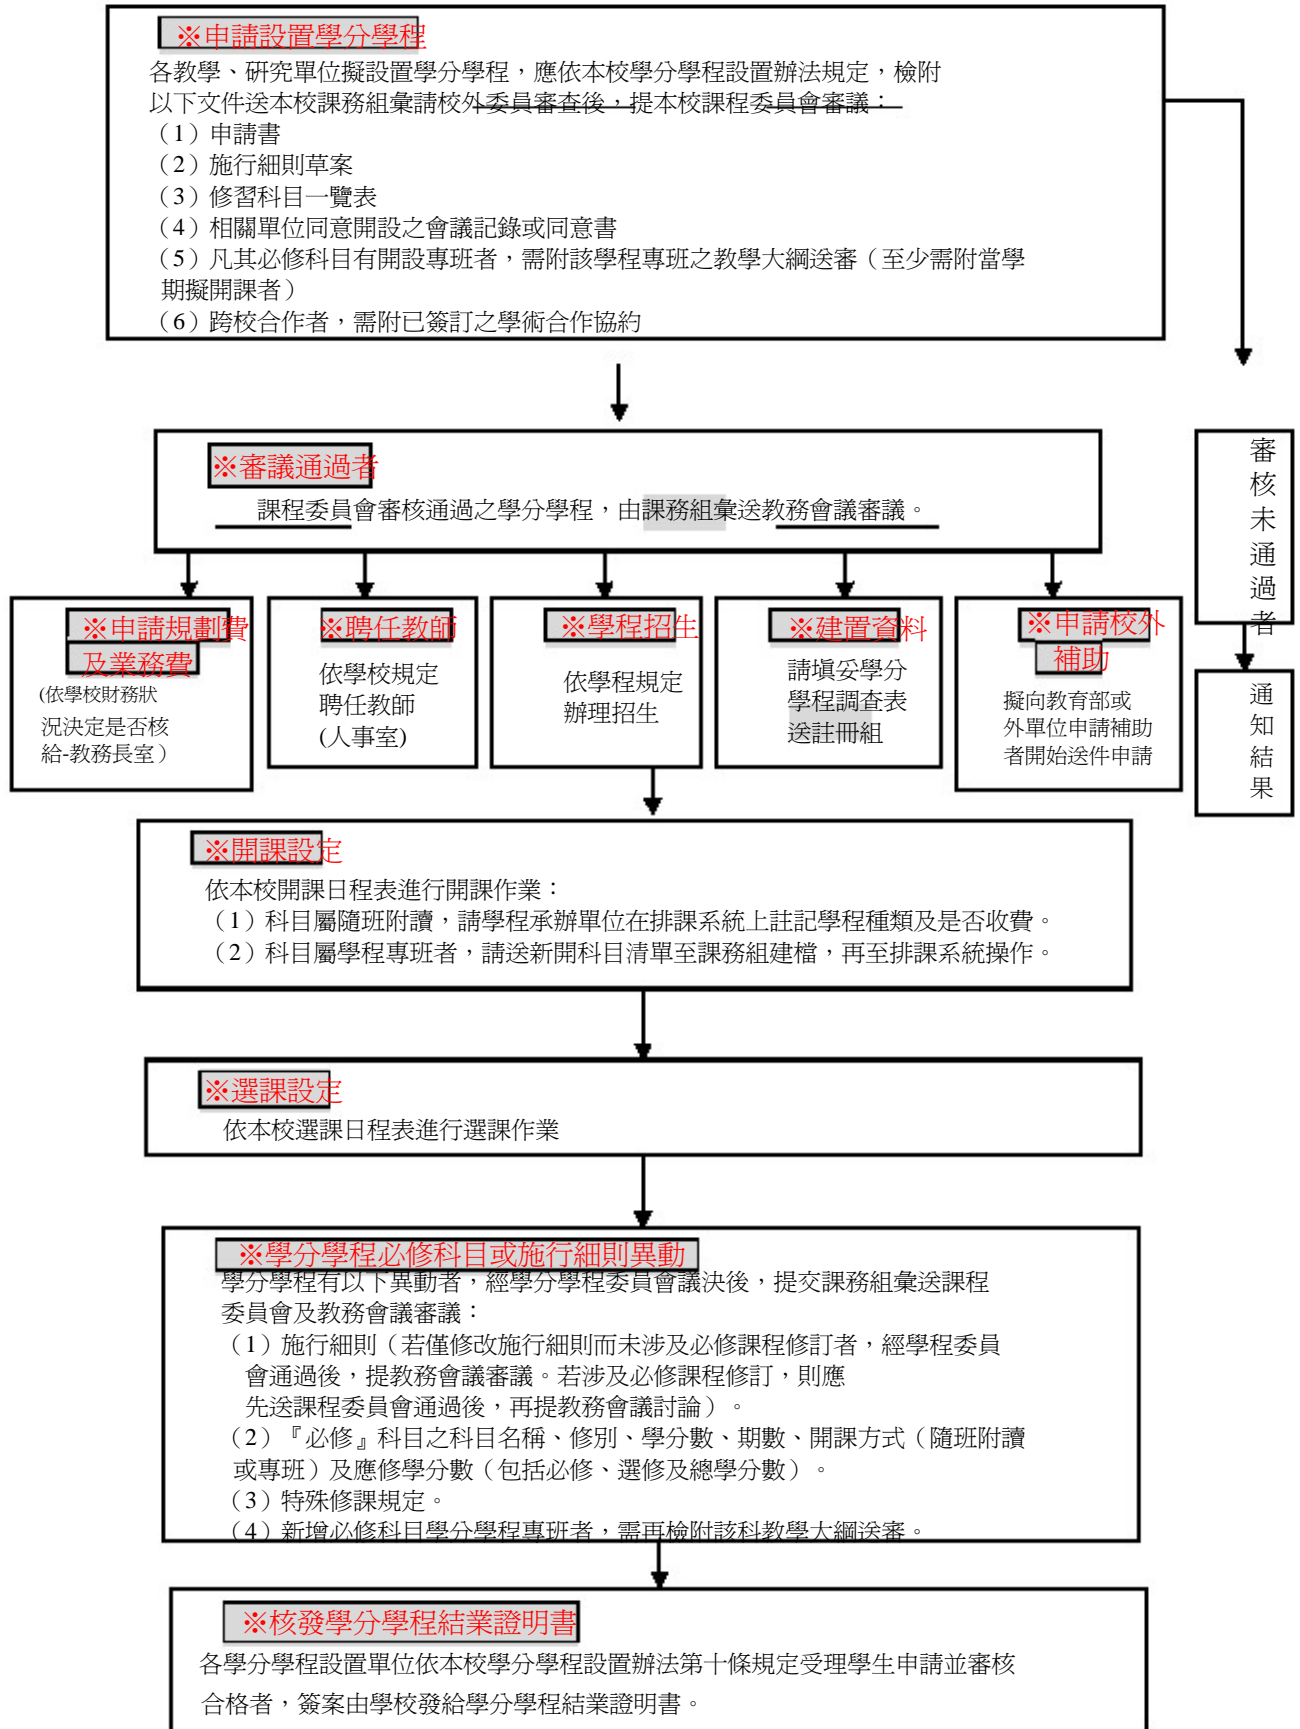 ※申請設置學分學程
各教學、研究單位擬設置學分學程，應依本校學分學程設置辦法規定，檢附
以下文件送本校課務組彙請校外委員審查後，提本校課程委員會審議：
（1）申請書
（2）施行細則草案
（3）修習科目一覽表
（4）相關單位同意開設之會議記錄或同意書
（5）凡其必修科目有開設專班者，需附該學程專班之教學大綱送審（至少需附當學
期擬開課者）
（6）跨校合作者，需附已簽訂之學術合作協約
※審議通過者
課程委員會審核通過之學分學程，由課務組彙送教務會議審議。
審核未通過者
通知結果
※申請規劃費
及業務費
(依學校財務狀
況決定是否核
給-教務長室）
※聘任教師
依學校規定
聘任教師
(人事室)
※學程招生
依學程規定
辦理招生
※建置資料
請塡妥學分
學程調查表
送註冊組
※申請校外
補助
擬向教育部或
外單位申請補助
者開始送件申請
※開課設定
依本校開課日程表進行開課作業：
（1）科目屬隨班附讀，請學程承辦單位在排課系統上註記學程種類及是否收費。
（2）科目屬學程專班者，請送新開科目清單至課務組建檔，再至排課系統操作。
※選課設定
依本校選課日程表進行選課作業
※學分學程必修科目或施行細則異動
學分學程有以下異動者，經學分學程委員會議決後，提交課務組彙送課程
委員會及教務會議審議：
（1）施行細則（若僅修改施行細則而未涉及必修課程修訂者，經學程委員
會通過後，提教務會議審議。若涉及必修課程修訂，則應
先送課程委員會通過後，再提教務會議討論）。
（2）『必修』科目之科目名稱、修別、學分數、期數、開課方式（隨班附讀
或專班）及應修學分數（包括必修、選修及總學分數）。
（3）特殊修課規定。
（4）新增必修科目學分學程專班者，需再檢附該科教學大綱送審。
※核發學分學程結業證明書
各學分學程設置單位依本校學分學程設置辦法第十條規定受理學生申請並審核
合格者，簽案由學校發給學分學程結業證明書。